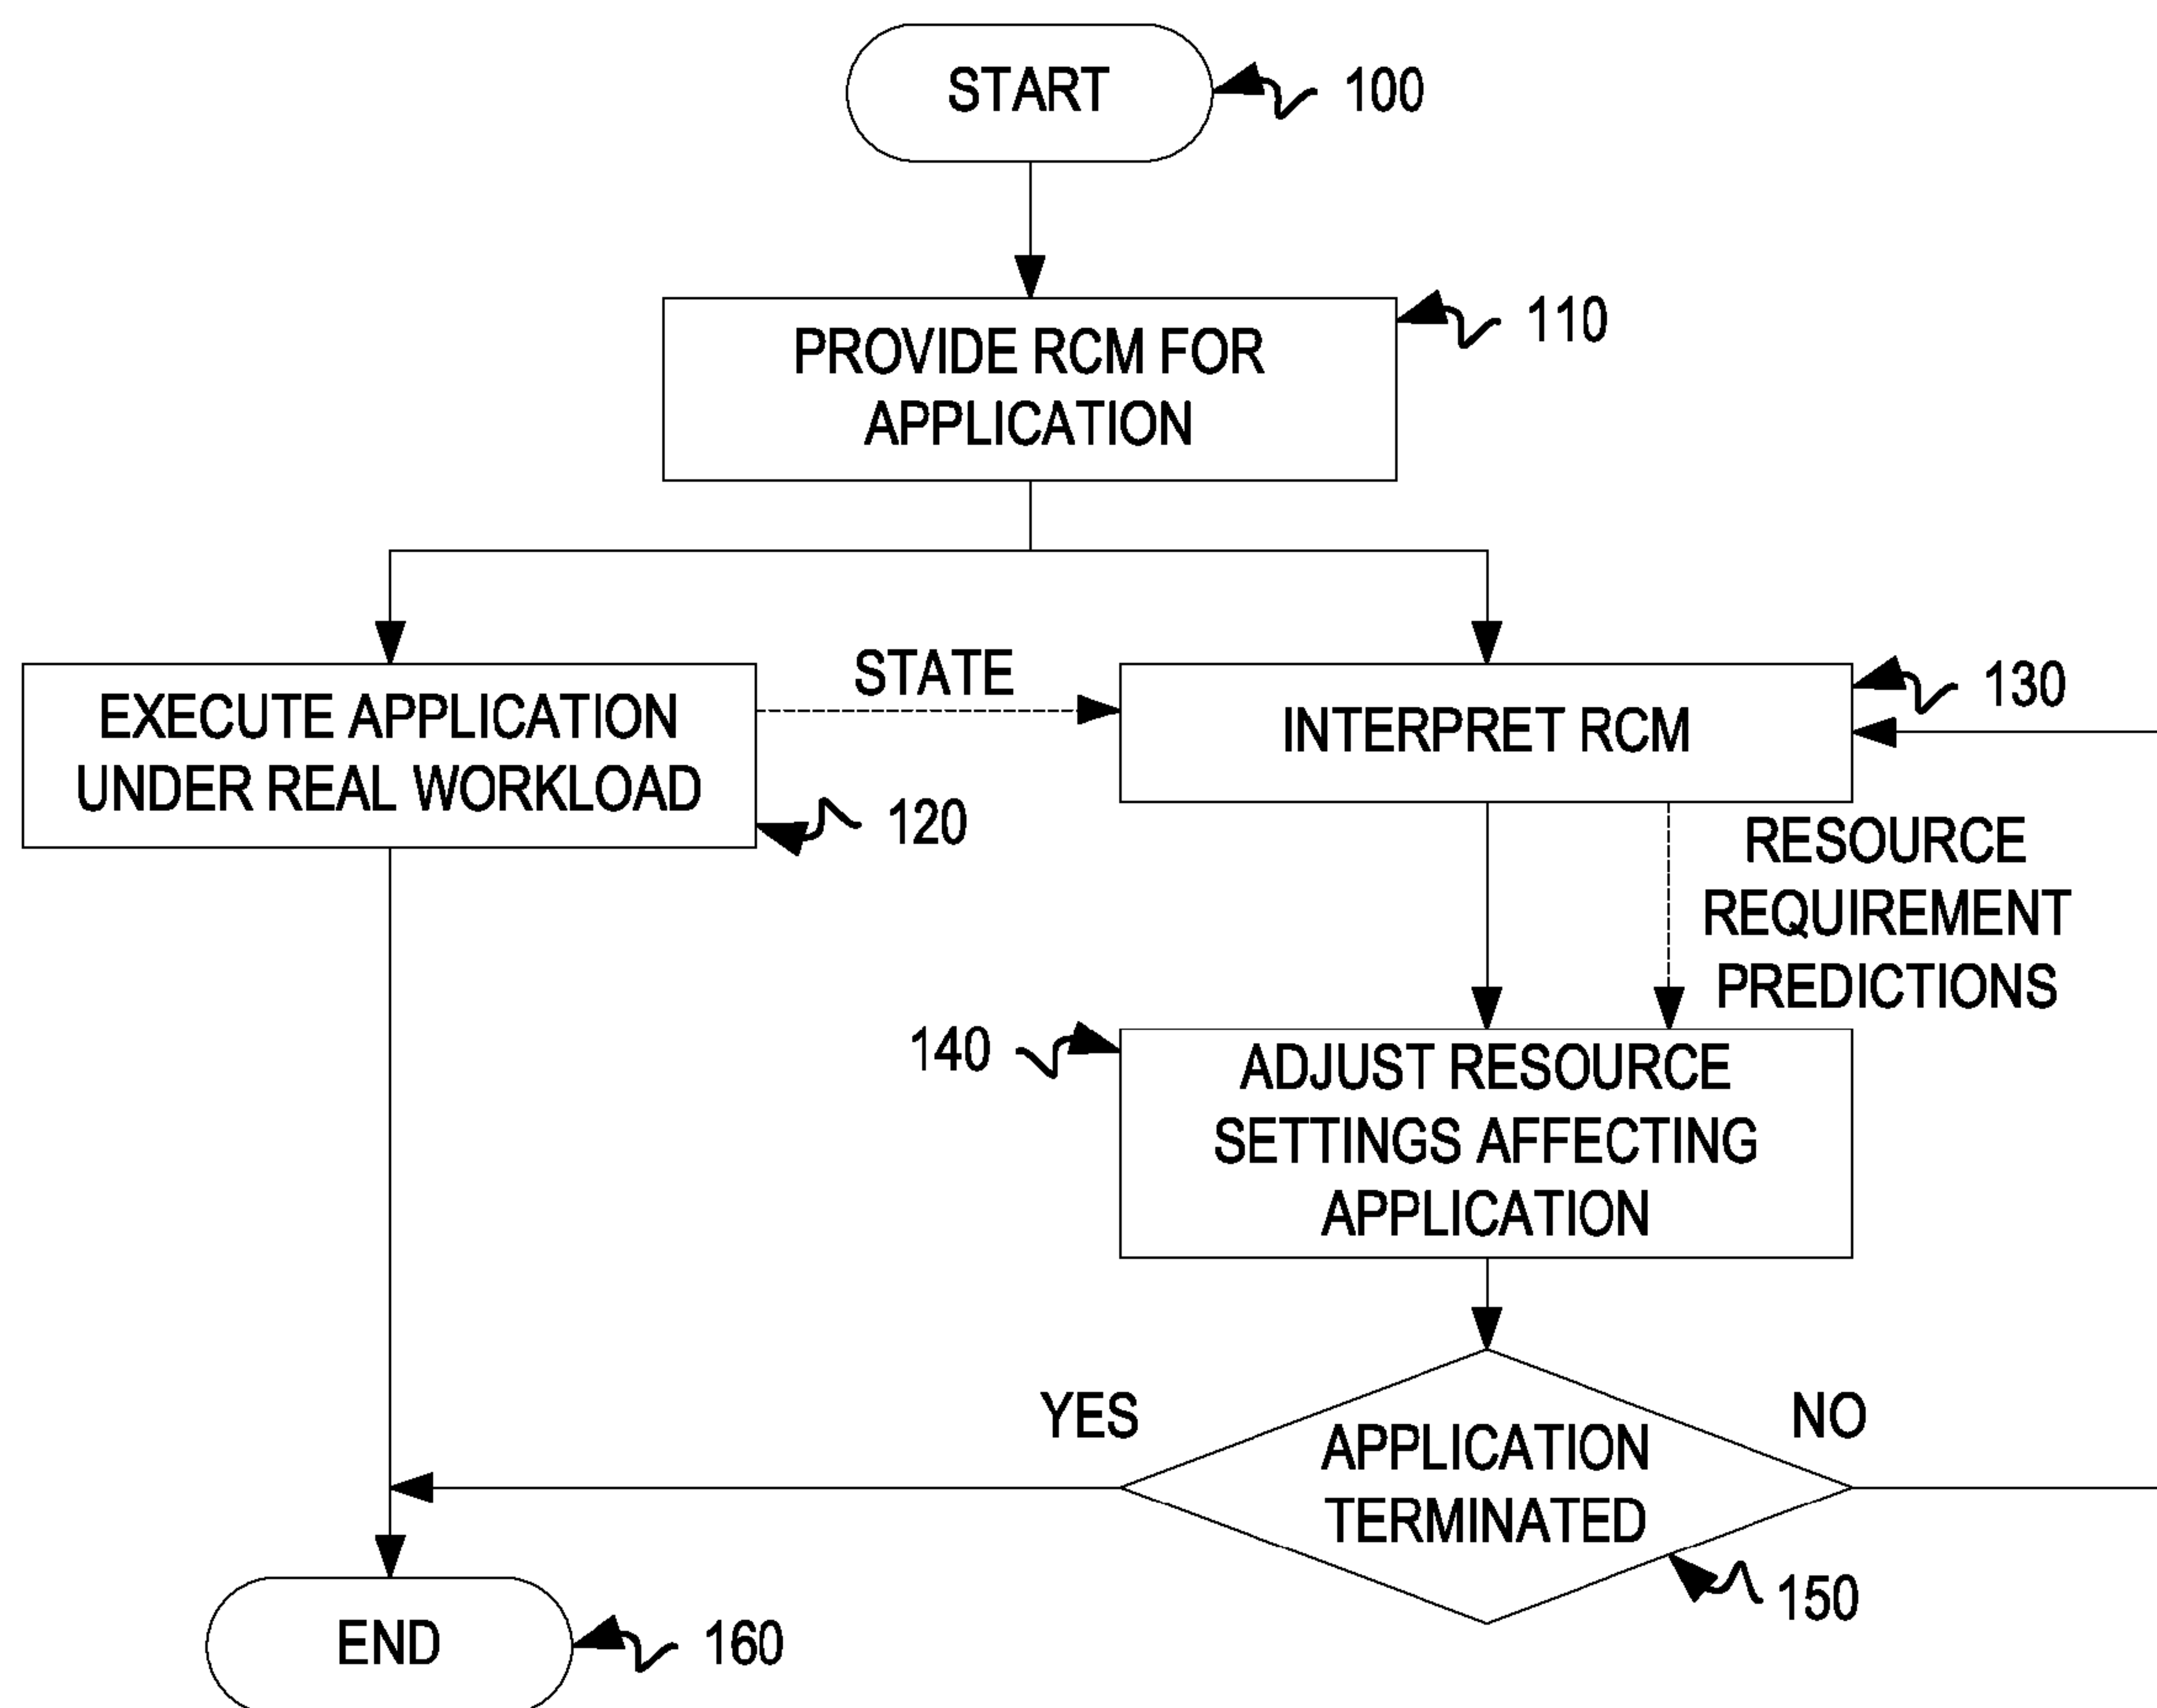 START
100
PROVIDE RCM FOR
APPLICATION
110
EXECUTE APPLICATION
UNDER REAL WORKLOAD
120
STATE
INTERPRET RCM
130
RESOURCE
REQUIREMENT
PREDICTIONS
140
ADJUST RESOURCE
SETTINGS AFFECTING
APPLICATION
YES
APPLICATION
TERMINATED
NO
150
END
160